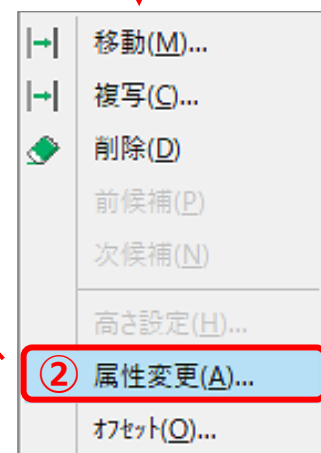 移動(M)...
複写(C)...
削除(D)
前候補(P)
次候補(N)
高さ設定(H)...
② 属性変更(A)...
ｵﾌｾｯﾄ(O)...